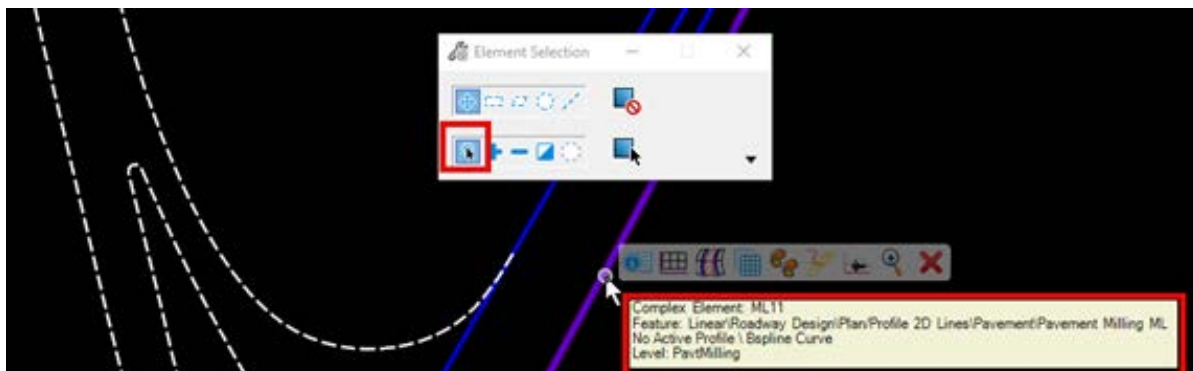 Element Selection
Complex Element: ML11
Feature: Linear\Roadway Design\Plan/Profile 2D Lines\Pavement\Pavement Milling ML
No Active Profile \ Bspline Curve
Level: PavtMilling